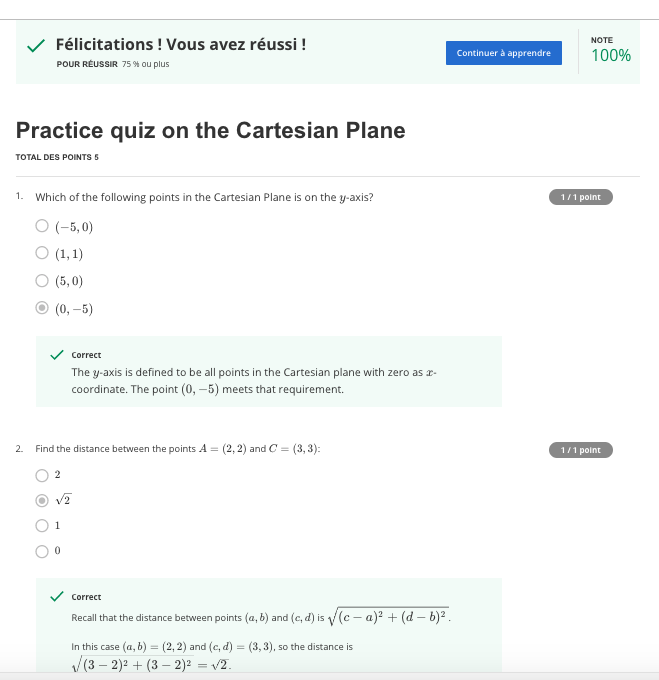 Félicitations ! Vous avez réussi !
POUR RÉUSSIR 75 % ou plus
Continuer à apprendre
NOTE
100%
Practice quiz on the Cartesian Plane
TOTAL DES POINTS 5
1. Which of the following points in the Cartesian Plane is on the y-axis?
1 / 1 point
(−5, 0)
(1, 1)
(5, 0)
(0, −5)
Correct
The y-axis is defined to be all points in the Cartesian plane with zero as x-
coordinate. The point (0, −5) meets that requirement.
2. Find the distance between the points A = (2, 2) and C = (3, 3):
1 / 1 point
2
√2
1
0
Correct
Recall that the distance between points (a, b) and (c, d) is √(c − a)² + (d − b)² .
In this case (a, b) = (2, 2) and (c, d) = (3, 3), so the distance is
√(3 − 2)² + (3 − 2)² = √2.